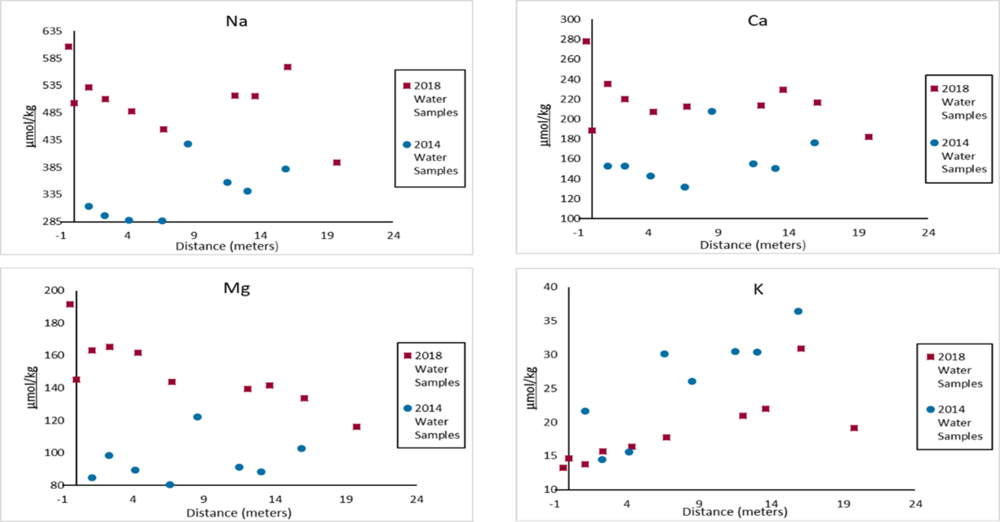 Na
635
585
535
485
435
385
335
285
-1 4 9 14 19 24
µmol/kg
Distance (meters)
2018
Water
Samples
2014
Water
Samples
Ca
300
280
260
240
220
200
180
160
140
120
100
-1 4 9 14 19 24
µmol/kg
Distance (meters)
2018
Water
Samples
2014
Water
Samples
Mg
200
180
160
140
120
100
80
-1 4 9 14 19 24
µmol/kg
Distance (meters)
2018
Water
Samples
2014
Water
Samples
K
40
35
30
25
20
15
10
-1 4 9 14 19 24
µmol/kg
Distance (meters)
2018
Water
Samples
2014
Water
Samples